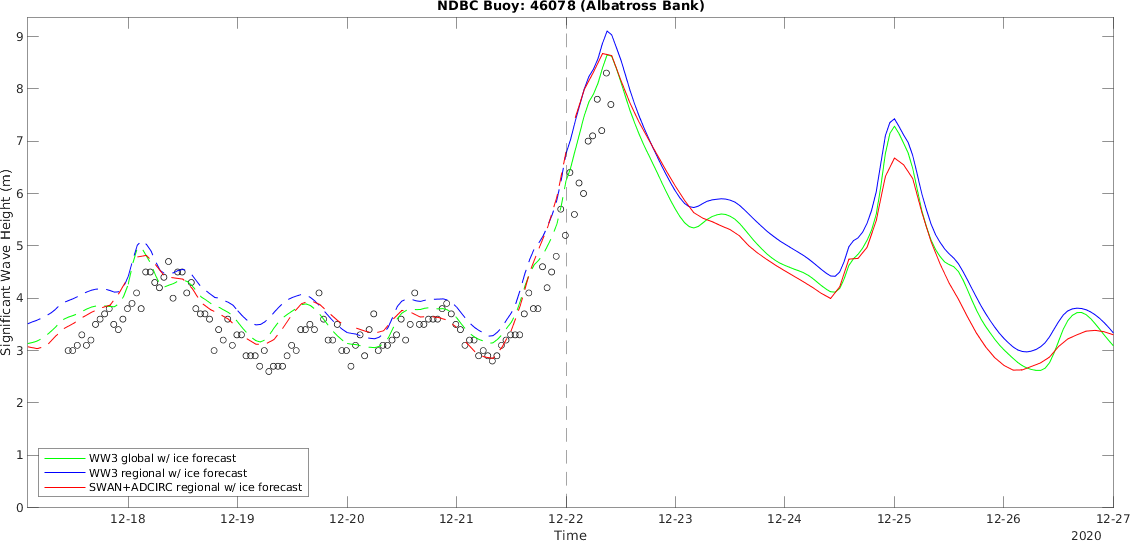 NDBC Buoy: 46078 (Albatross Bank)
Significant Wave Height (m)
9
8
7
6
5
4
3
2
1
0
WW3 global w/ ice forecast
WW3 regional w/ ice forecast
SWAN+ADCIRC regional w/ ice forecast
12-18 12-19 12-20 12-21 12-22 12-23 12-24 12-25 12-26 12-27
Time
2020